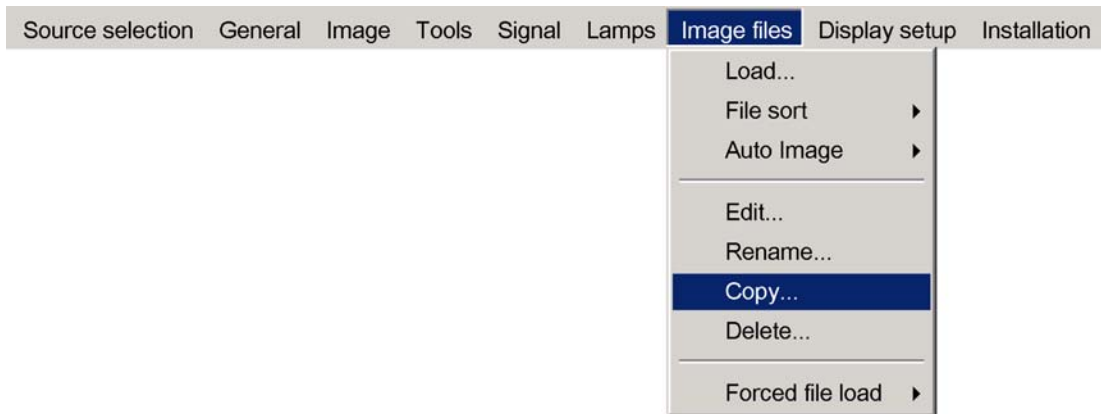 Source selection General Image Tools Signal Lamps Image files Display setup Installation
Load...
File sort
Auto Image
Edit...
Rename...
Copy...
Delete...
Forced file load